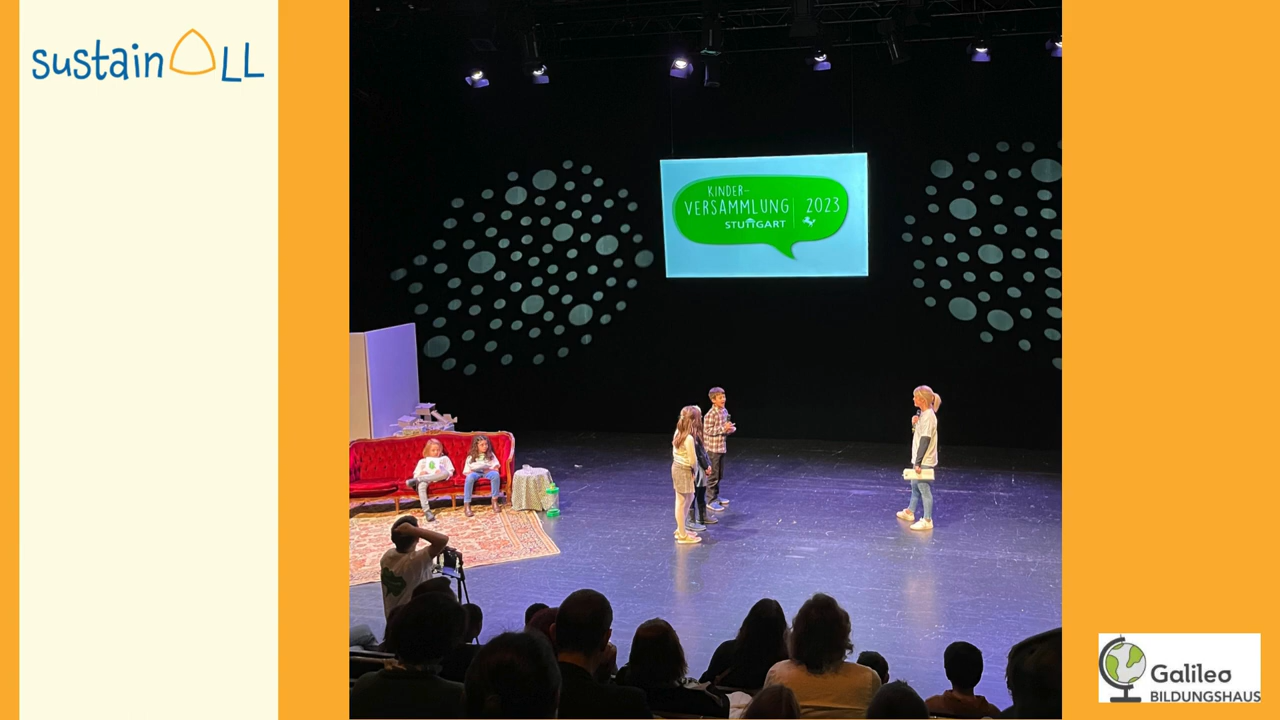 sustainALL
KINDER-
VERSAMMLUNG | 2023
STUTTGART
Galileo
BILDUNGSHAUS